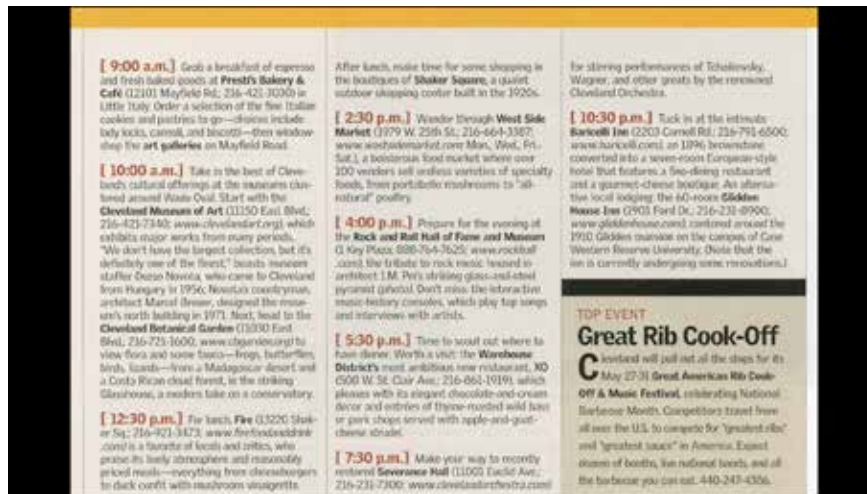 [ 9:00 a.m.] Grab a breakfast of espresso
and fresh baked goods at Presti's Bakery &
Café (12101 Mayfield Rd.; 216-421-3030) in
Little Italy. Order a selection of the fine Italian
cookies and pastries to go—choices include
lady locks, cannoli, and biscotti—then window-
shop the art galleries on Mayfield Road.
[ 10:00 a.m.] Take in the best of Cleve-
land's cultural offerings at the museums clus-
tered around Wade Oval. Start with the
Cleveland Museum of Art (11150 East Blvd.;
216-421-7340; www.clevelandart.org), which
exhibits major works from many periods.
"We don't have the largest collection, but it's
definitely one of the finest," boasts museum
staffer Dezso Novota, who came to Cleveland
from Hungary in 1956; Novota's countryman,
architect Marcel Breuer, designed the muse-
um's north building in 1971. Next, head to the
Cleveland Botanical Garden (11030 East
Blvd.; 216-721-1600; www.cbgarden.org) to
view flora and some fauna—frogs, butterflies,
birds, lizards—from a Madagascar desert and
a Costa Rican cloud forest, in the striking
Glasshouse, a modern take on a conservatory.
[ 12:30 p.m.] For lunch, Fire (13220 Shak-
er Sq.; 216-921-3473; www.firefoodanddrink
.com) is a favorite of locals and critics, who
praise its lively atmosphere and reasonably
priced meals—everything from cheeseburgers
to duck confit with mushroom vinaigrette.
After lunch, make time for some shopping in
the boutiques of Shaker Square, a quaint
outdoor shopping center built in the 1920s.
[ 2:30 p.m.] Wander through West Side
Market (1979 W. 25th St.; 216-664-3387;
www.westsidemarket.com Mon., Wed., Fri.-
Sat.), a boisterous food market where over
100 vendors sell endless varieties of specialty
foods, from portobello mushrooms to "all-
natural" poultry.
[ 4:00 p.m.] Prepare for the evening at
the Rock and Roll Hall of Fame and Museum
(1 Key Plaza; 888-764-7625; www.rockhall
.com), the tribute to rock music housed in
architect I.M. Pei's striking glass-and-steel
pyramid (photo). Don't miss the interactive
music-history consoles, which play top songs
and interviews with artists.
[ 5:30 p.m.] Time to scout out where to
have dinner. Worth a visit: the Warehouse
District's most ambitious new restaurant, XO
(500 W. St. Clair Ave.; 216-861-1919), which
pleases with its elegant chocolate-and-cream
decor and entrées of thyme-roasted wild bass
or pork shops served with apple-and-goat-
cheese strudel.
[ 7:30 p.m.] Make your way to recently
restored Severance Hall (11001 Euclid Ave.;
216-231-7300; www.clevelandorchestra.com)
for stirring performances of Tchaikovsky,
Wagner, and other greats by the renowned
Cleveland Orchestra.
[ 10:30 p.m.] Tuck in at the intimate
Baricelli Inn (2203 Cornell Rd.; 216-791-6500;
www.baricelli.com), an 1896 brownstone
converted into a seven-room European-style
hotel that features a fine-dining restaurant
and a gourmet-cheese boutique. An alterna-
tive local lodging: the 60-room Glidden
House Inn (1901 Ford Dr.; 216-231-8900;
www.gliddenhouse.com), centered around the
1910 Glidden mansion on the campus of Case
Western Reserve University. (Note that the
inn is currently undergoing some renovations.)
TOP EVENT
Great Rib Cook-Off
Cleveland will pull out all the stops for its
May 27-31 Great American Rib Cook-
Off & Music Festival, celebrating National
Barbecue Month. Competitors travel from
all over the U.S. to compete for "greatest ribs"
and "greatest sauce" in America. Expect
dozens of booths, live national bands, and all
the barbecue you can eat. 440-247-4386.